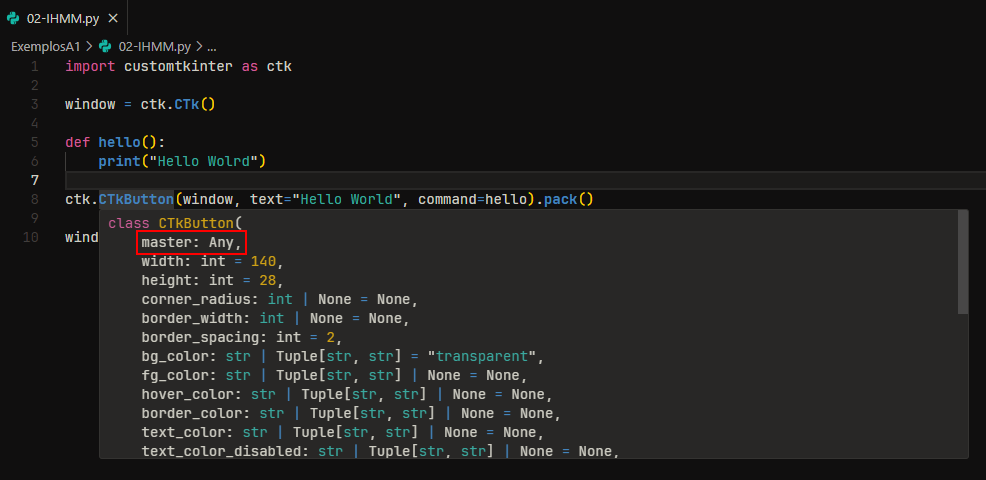 02-IHMM.py ×
ExemplosA1 > 02-IHMM.py > ...
1 import customtkinter as ctk
2
3 window = ctk.CTk()
4
5 def hello():
6 print("Hello Wolrd")
7
8 ctk.CTkButton(window, text="Hello World", command=hello).pack()
9
10 wind
class CTkButton(
master: Any,
width: int = 140,
height: int = 28,
corner_radius: int | None = None,
border_width: int | None = None,
border_spacing: int = 2,
bg_color: str | Tuple[str, str] = "transparent",
fg_color: str | Tuple[str, str] | None = None,
hover_color: str | Tuple[str, str] | None = None,
border_color: str | Tuple[str, str] | None = None,
text_color: str | Tuple[str, str] | None = None,
text_color_disabled: str | Tuple[str, str] | None = None,